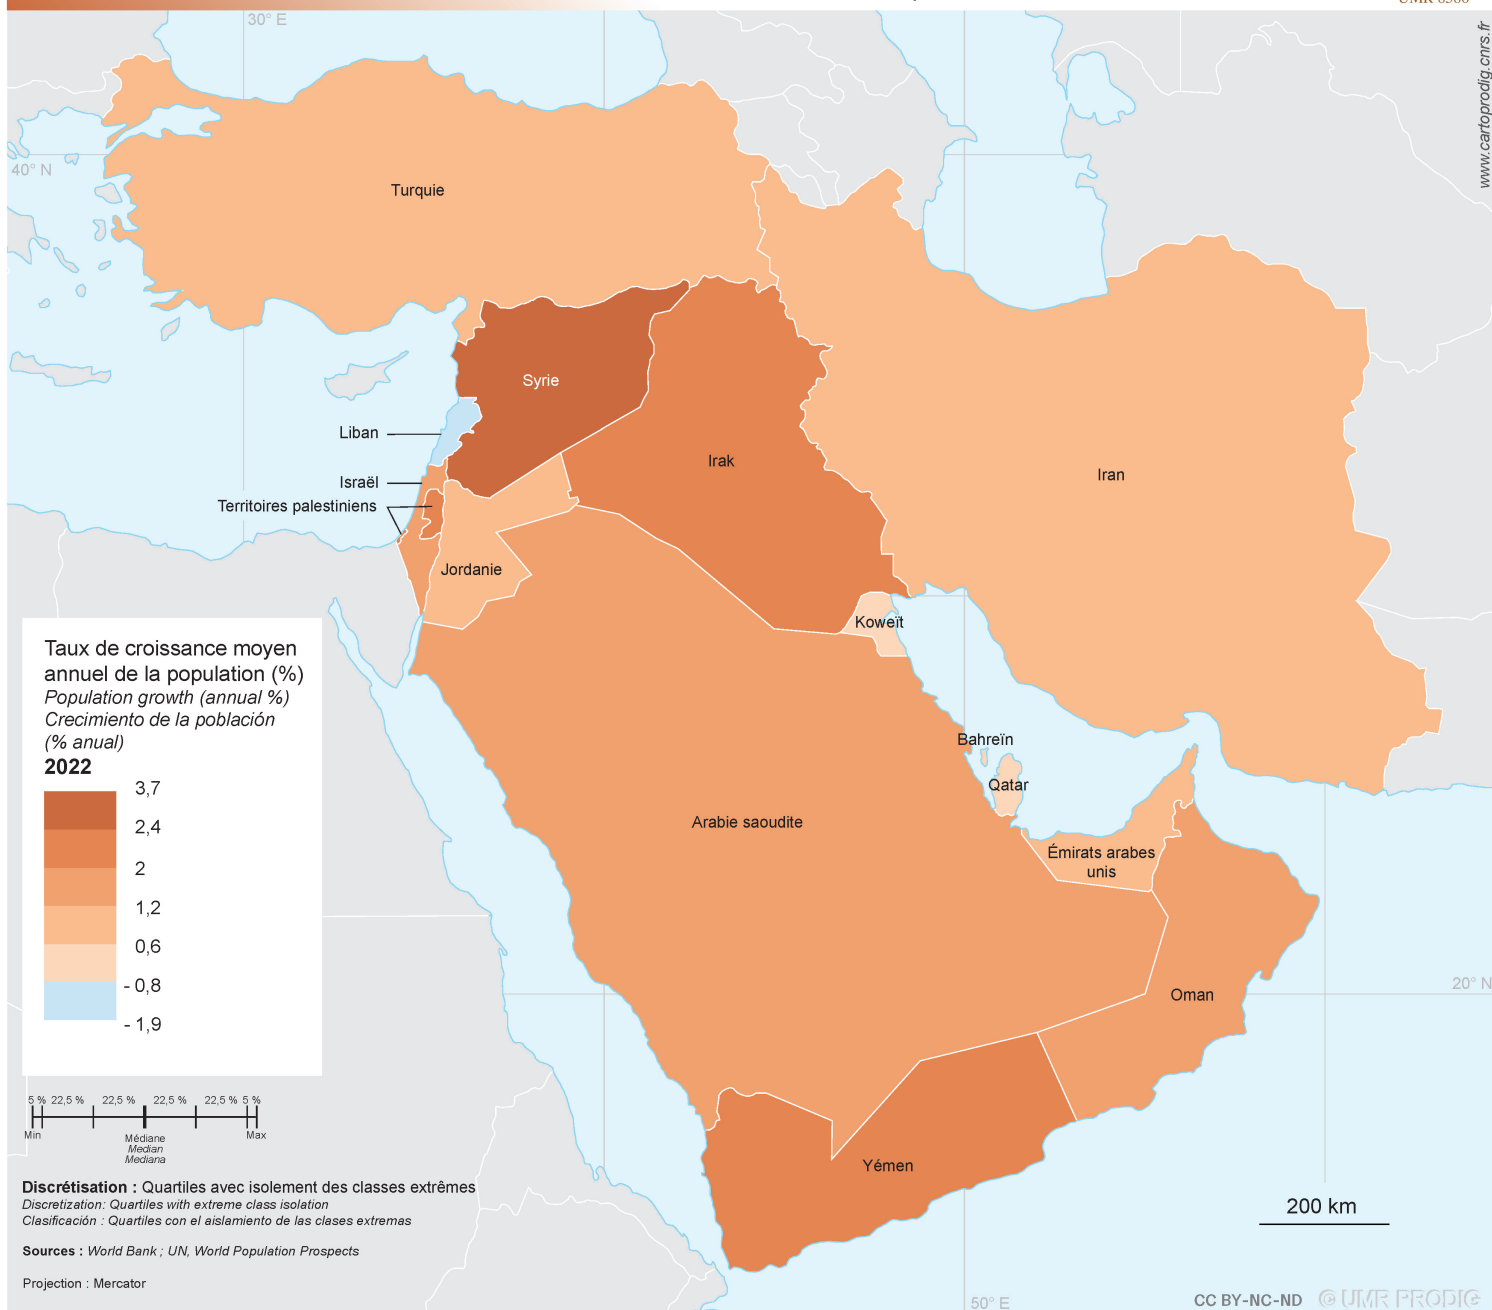 30° E
www.cartoprodig.cnrs.fr
40° N
Turquie
Syrie
Liban
Irak
Iran
Israël
Territoires palestiniens
Jordanie
Koweït
Bahreïn
Qatar
Arabie saoudite
Émirats arabes
unis
Oman
20° N
Yémen
Taux de croissance moyen
annuel de la population (%)
Population growth (annual %)
Crecimiento de la población
(% anual)
2022
3,7
2,4
2
1,2
0,6
- 0,8
- 1,9
5 % 22,5 % 22,5 % 22,5 % 22,5 % 5 %
Min Max
Médiane
Median
Mediana
Discrétisation : Quartiles avec isolement des classes extrêmes
Discretization: Quartiles with extreme class isolation
Clasificación : Quartiles con el aislamiento de las clases extremas
Sources : World Bank ; UN, World Population Prospects
Projection : Mercator
200 km
50° E
CC BY-NC-ND © UMR PRODIG